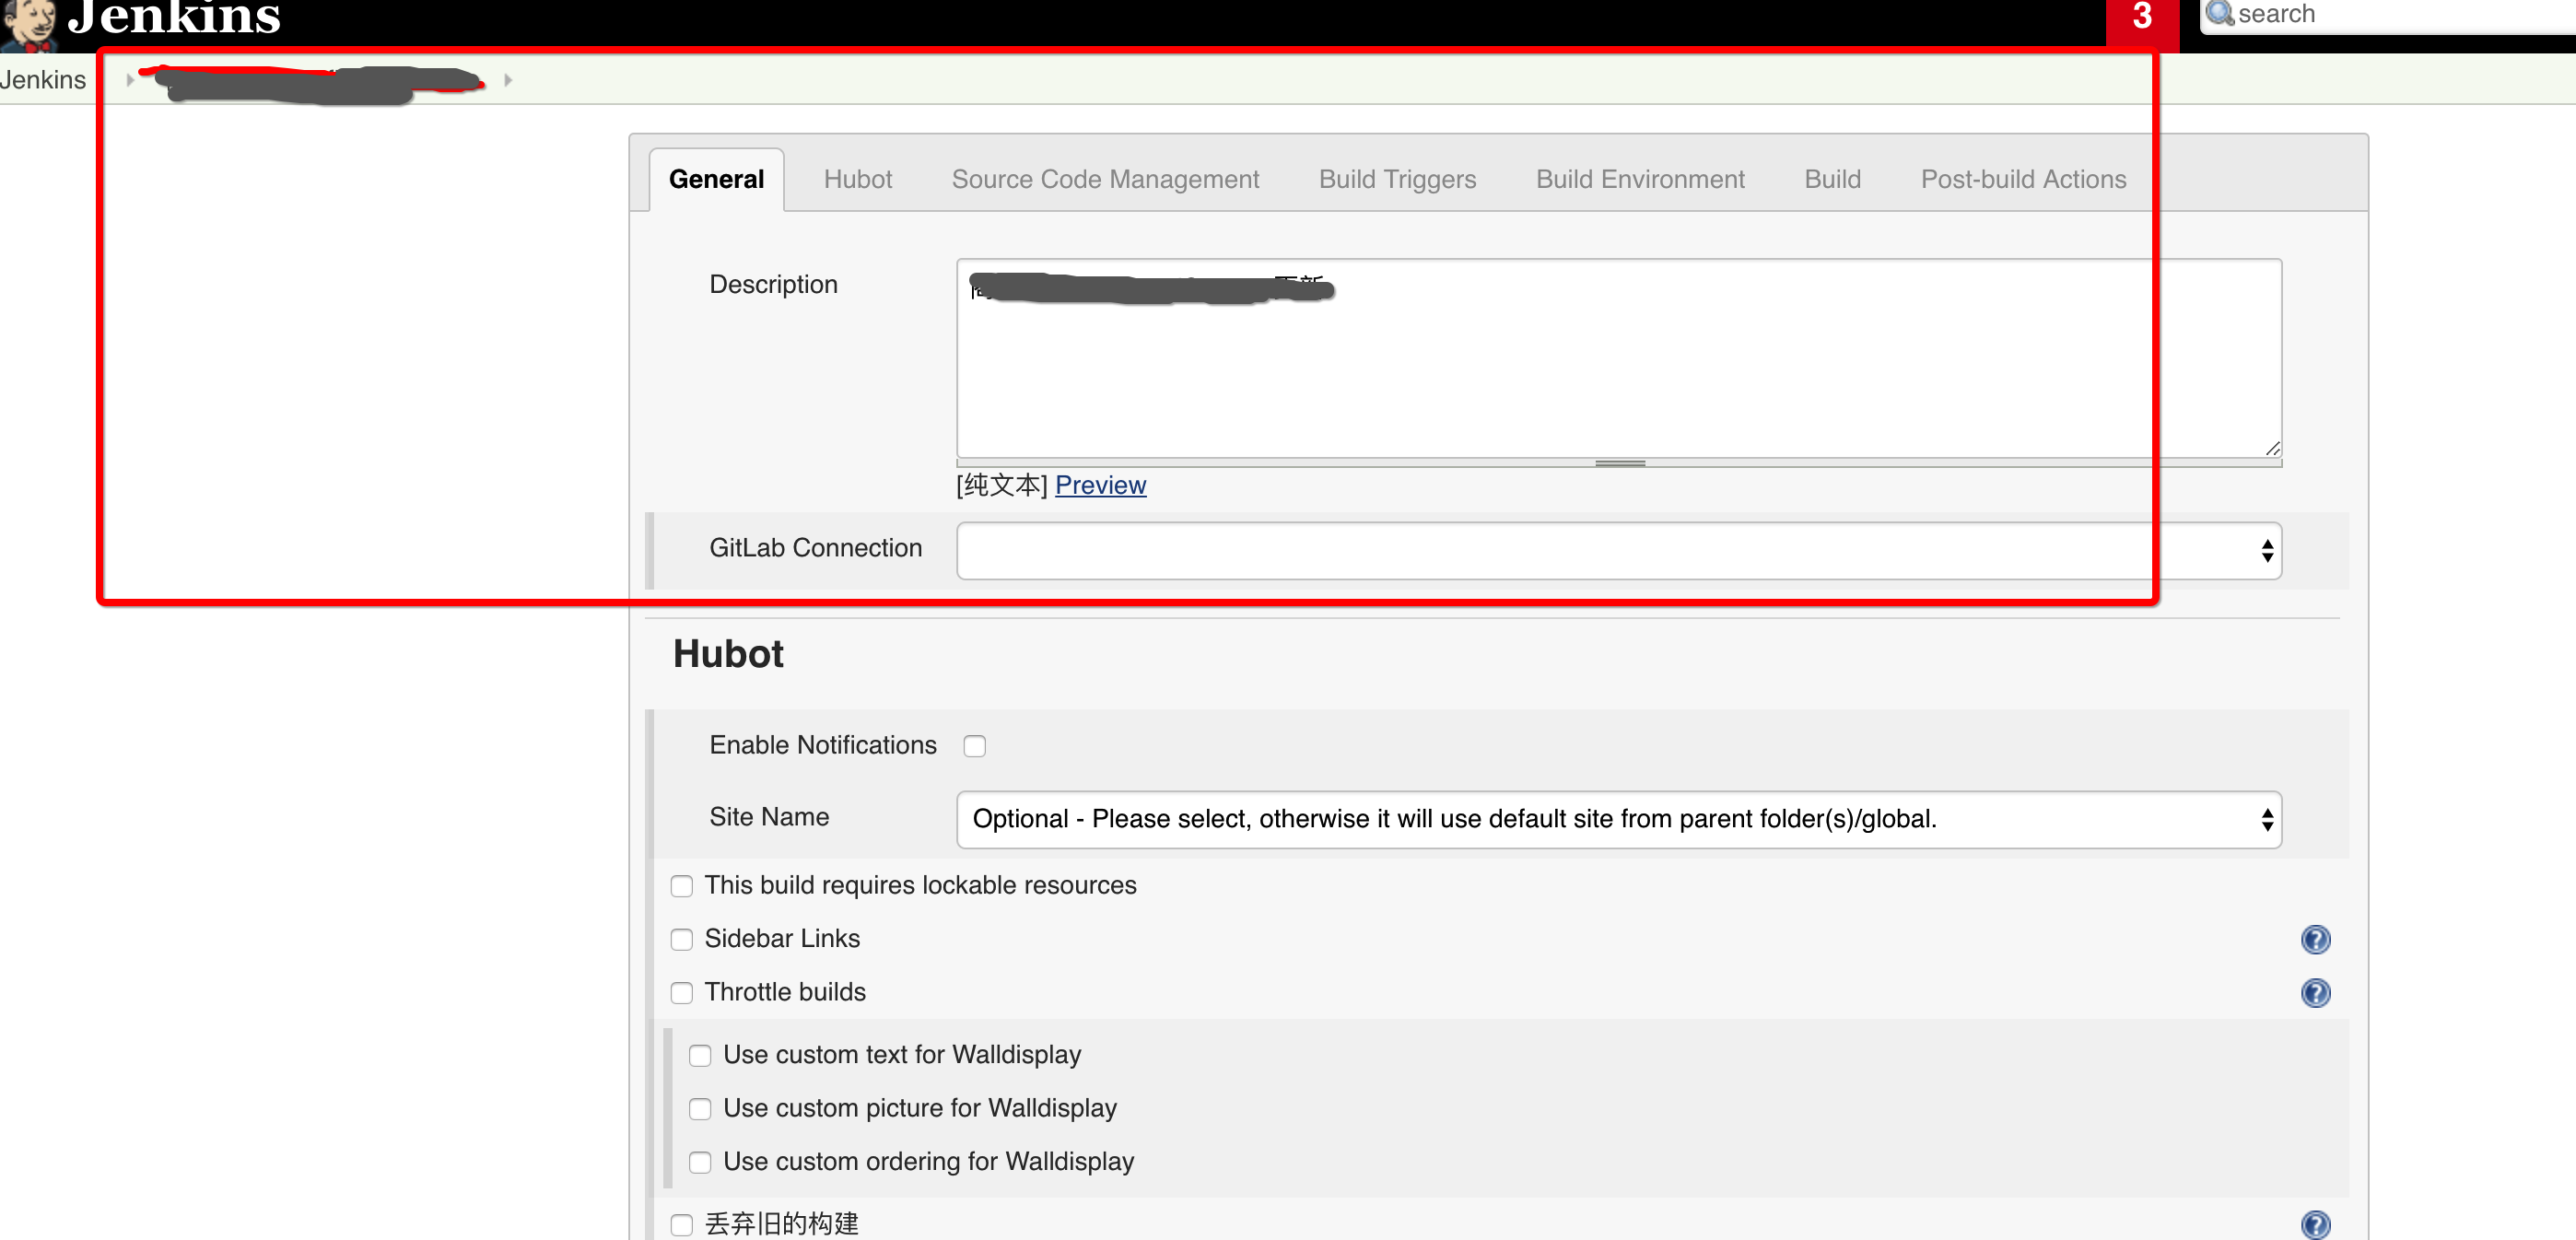 Jenkins
3
search
Jenkins
General Hubot Source Code Management Build Triggers Build Environment Build Post-build Actions
Description
[纯文本] Preview
GitLab Connection
Hubot
Enable Notifications
Site Name Optional - Please select, otherwise it will use default site from parent folder(s)/global.
This build requires lockable resources
Sidebar Links
Throttle builds
Use custom text for Walldisplay
Use custom picture for Walldisplay
Use custom ordering for Walldisplay
丢弃旧的构建